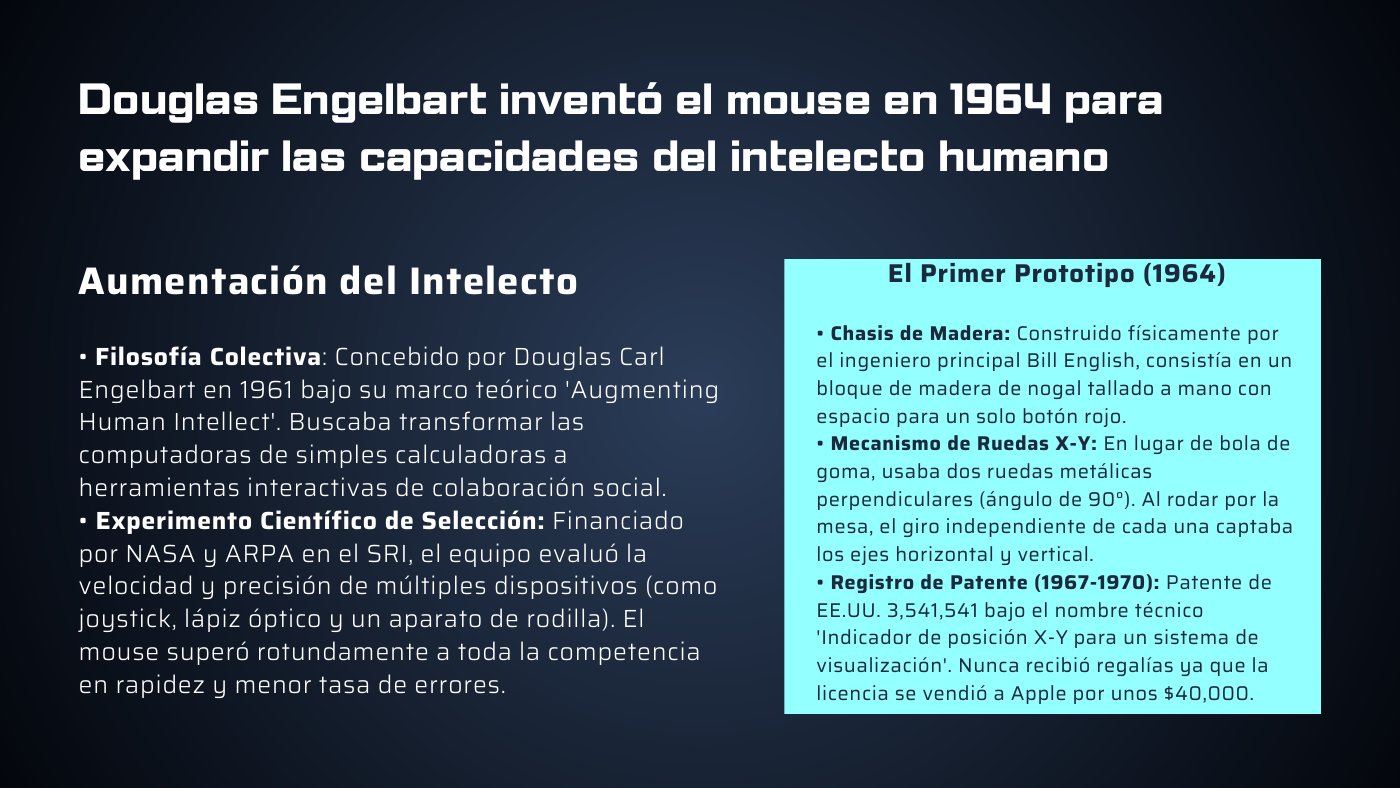 Douglas Engelbart inventó el mouse en 1964 para
expandir las capacidades del intelecto humano
Aumentación del Intelecto
• Filosofía Colectiva: Concebido por Douglas Carl
Engelbart en 1961 bajo su marco teórico 'Augmenting
Human Intellect'. Buscaba transformar las
computadoras de simples calculadoras a
herramientas interactivas de colaboración social.
• Experimento Científico de Selección: Financiado
por NASA y ARPA en el SRI, el equipo evaluó la
velocidad y precisión de múltiples dispositivos (como
joystick, lápiz óptico y un aparato de rodilla). El
mouse superó rotundamente a toda la competencia
en rapidez y menor tasa de errores.
El Primer Prototipo (1964)
• Chasis de Madera: Construido físicamente por
el ingeniero principal Bill English, consistía en un
bloque de madera de nogal tallado a mano con
espacio para un solo botón rojo.
• Mecanismo de Ruedas X-Y: En lugar de bola de
goma, usaba dos ruedas metálicas
perpendiculares (ángulo de 90º). Al rodar por la
mesa, el giro independiente de cada una captaba
los ejes horizontal y vertical.
• Registro de Patente (1967-1970): Patente de
EE.UU. 3,541,541 bajo el nombre técnico
'Indicador de posición X-Y para un sistema de
visualización'. Nunca recibió regalías ya que la
licencia se vendió a Apple por unos $40,000.